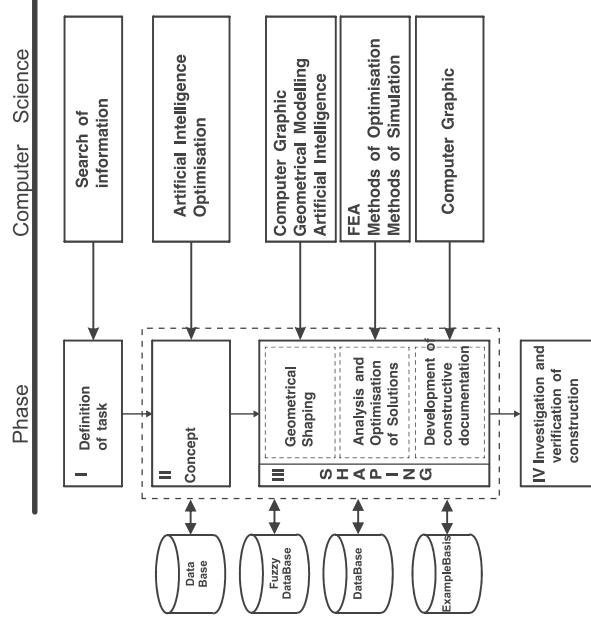 Phase
Computer Science
I
Definition
of task
Search of
information
II
Concept
Artificial Intelligence
Optimisation
III
SHAPING
Geometrical
Shaping
Computer Graphic
Geometrical Modelling
Artificial Intelligence
Analysis and
Optimisation
of Solutions
FEA
Methods of Optimisation
Methods of Simulation
Development of
constructive
documentation
Computer Graphic
IV Investigation and
verification of
construction
Data
Base
Fuzzy
DataBase
DataBase
ExampleBasis